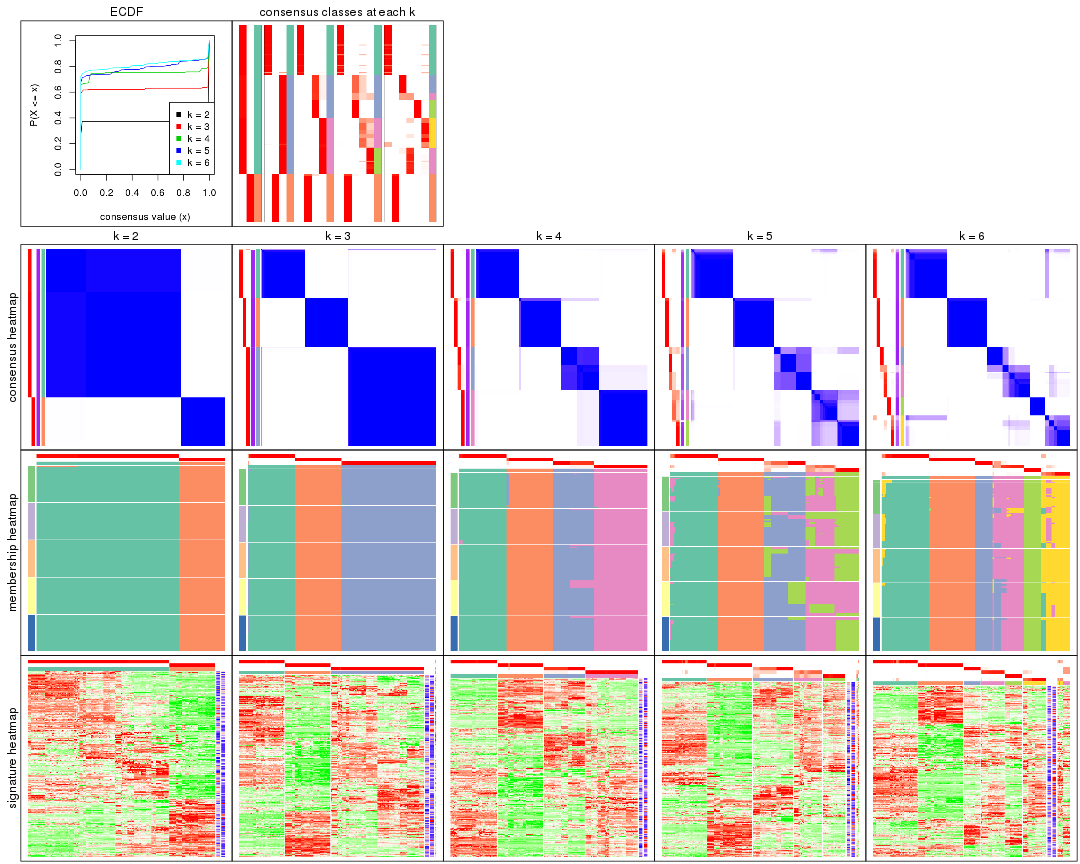 ECDF
consensus classes at each k
P(X <= x)
0.0 0.2 0.4 0.6 0.8 1.0
k = 2
k = 3
k = 4
k = 5
k = 6
0.0 0.2 0.4 0.6 0.8 1.0
consensus value (x)
k = 2
k = 3
k = 4
k = 5
k = 6
consensus heatmap
membership heatmap
signature heatmap